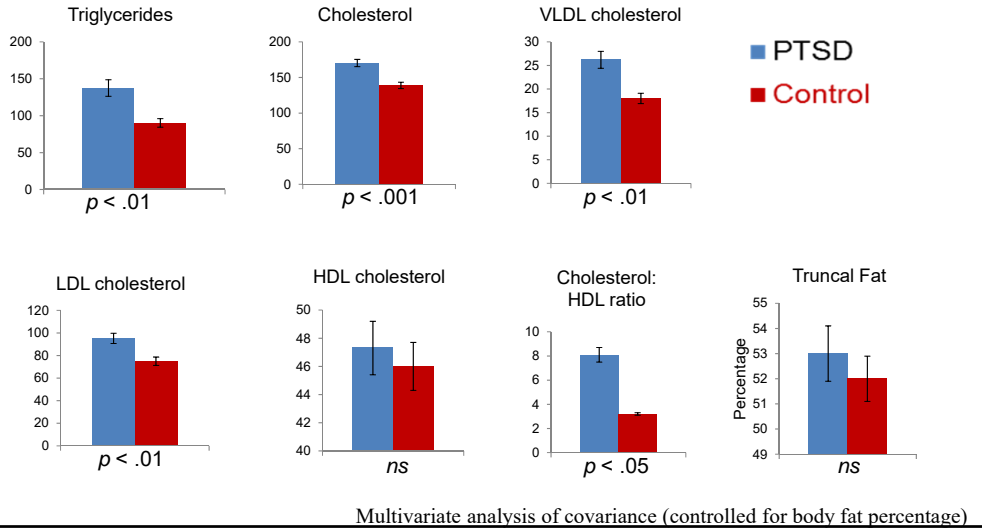 Triglycerides
200
150
100
50
0
p < .01
Cholesterol
200
150
100
50
0
p < .001
VLDL cholesterol
30
25
20
15
10
5
0
p < .01
PTSD
Control
LDL cholesterol
120
100
80
60
40
20
0
p < .01
HDL cholesterol
50
48
46
44
42
40
ns
Cholesterol:
HDL ratio
10
8
6
4
2
0
p < .05
Truncal Fat
Percentage
55
54
53
52
51
50
49
ns
Multivariate analysis of covariance (controlled for body fat percentage)